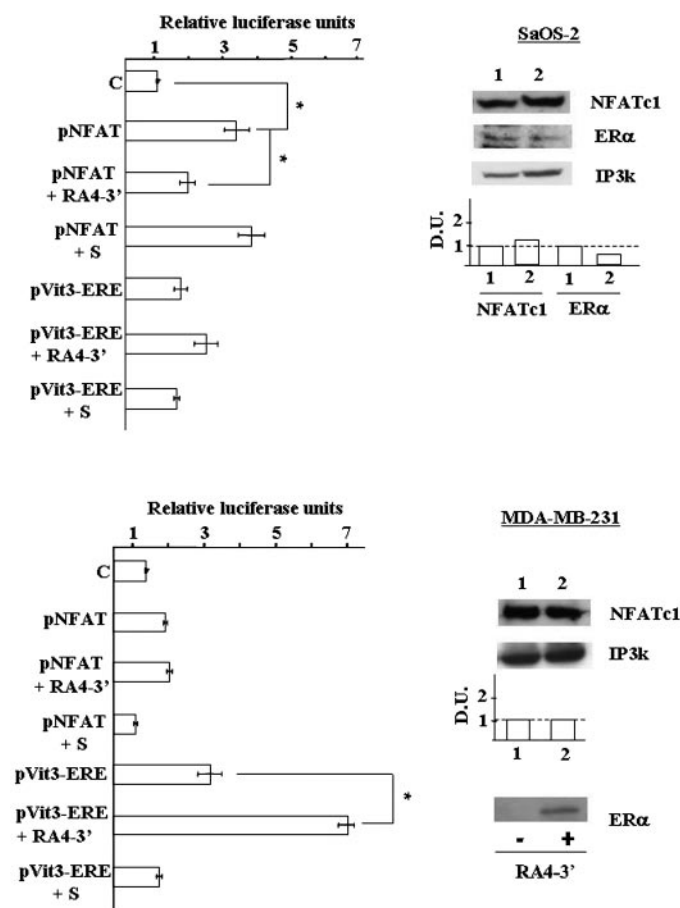 Relative luciferase units
1 3 5 7
C
pNFAT
pNFAT
+ RA4-3'
pNFAT
+ S
pVit3-ERE
pVit3-ERE
+ RA4-3'
pVit3-ERE
+ S
*
*
SaOS-2
1 2
NFATc1
ERα
IP3k
D.U.
2
1
1 2 1 2
NFATc1 ERα
Relative luciferase units
1 3 5 7
C
pNFAT
pNFAT
+ RA4-3'
pNFAT
+ S
pVit3-ERE
pVit3-ERE
+ RA4-3'
pVit3-ERE
+ S
*
MDA-MB-231
1 2
NFATc1
IP3k
D.U.
2
1
1 2
ERα
- +
RA4-3'